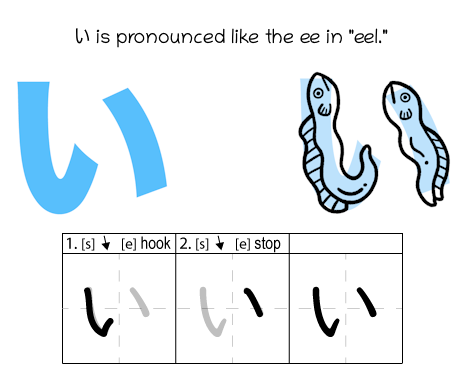 い is pronounced like the ee in "eel."
い
1. [s] ↘ [e] hook 2. [s] ↘ [e] stop
い い い